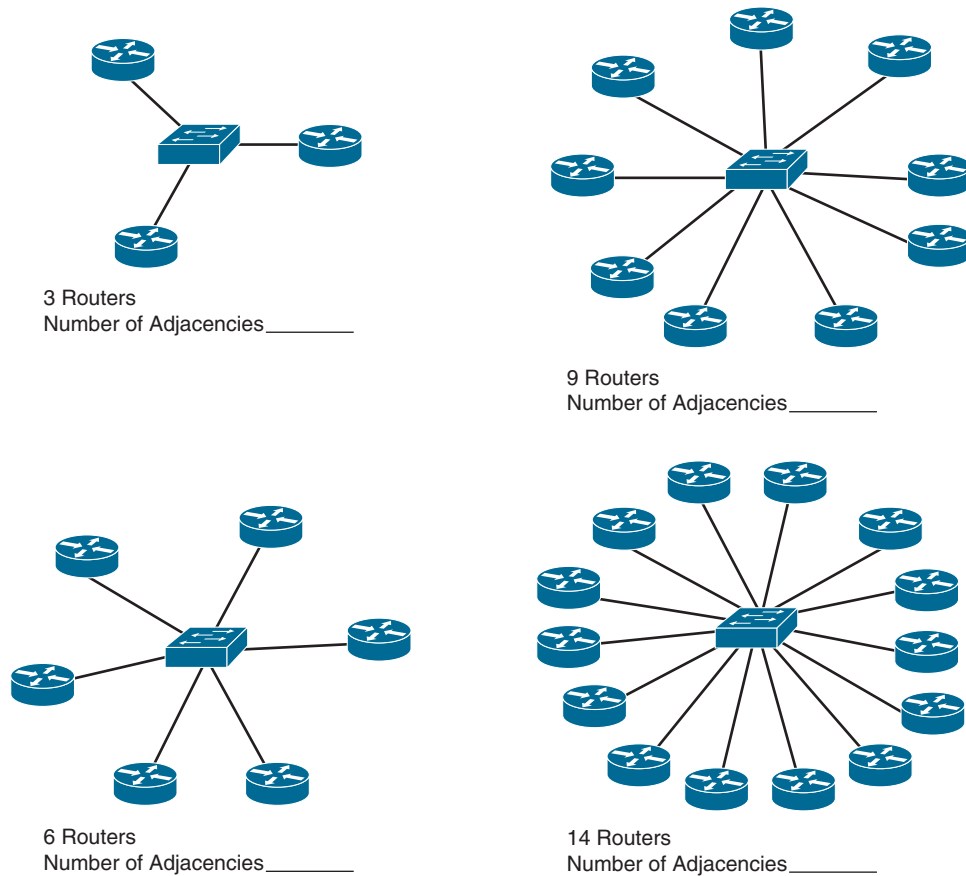 3 Routers
Number of Adjacencies________
9 Routers
Number of Adjacencies________
6 Routers
Number of Adjacencies________
14 Routers
Number of Adjacencies________